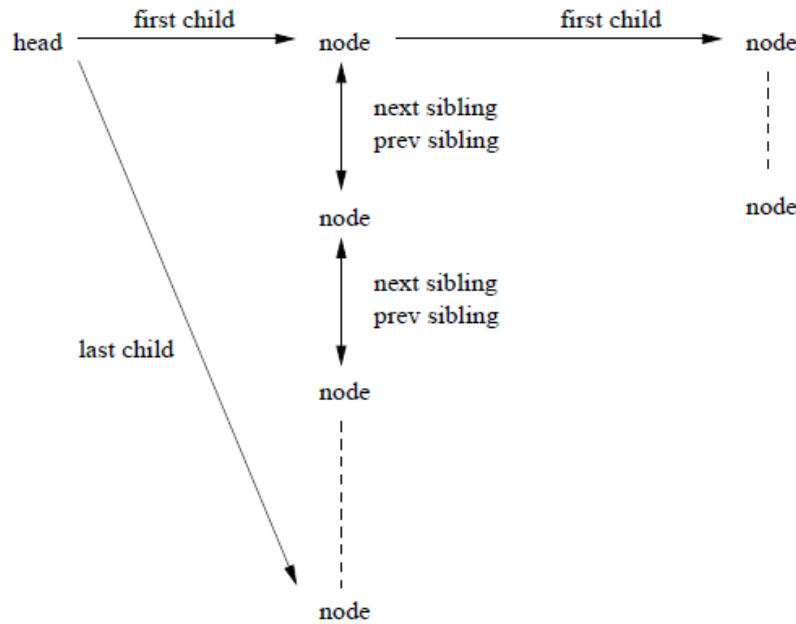 first child
first child
head
node
node
next sibling
prev sibling
node
node
next sibling
prev sibling
last child
node
node